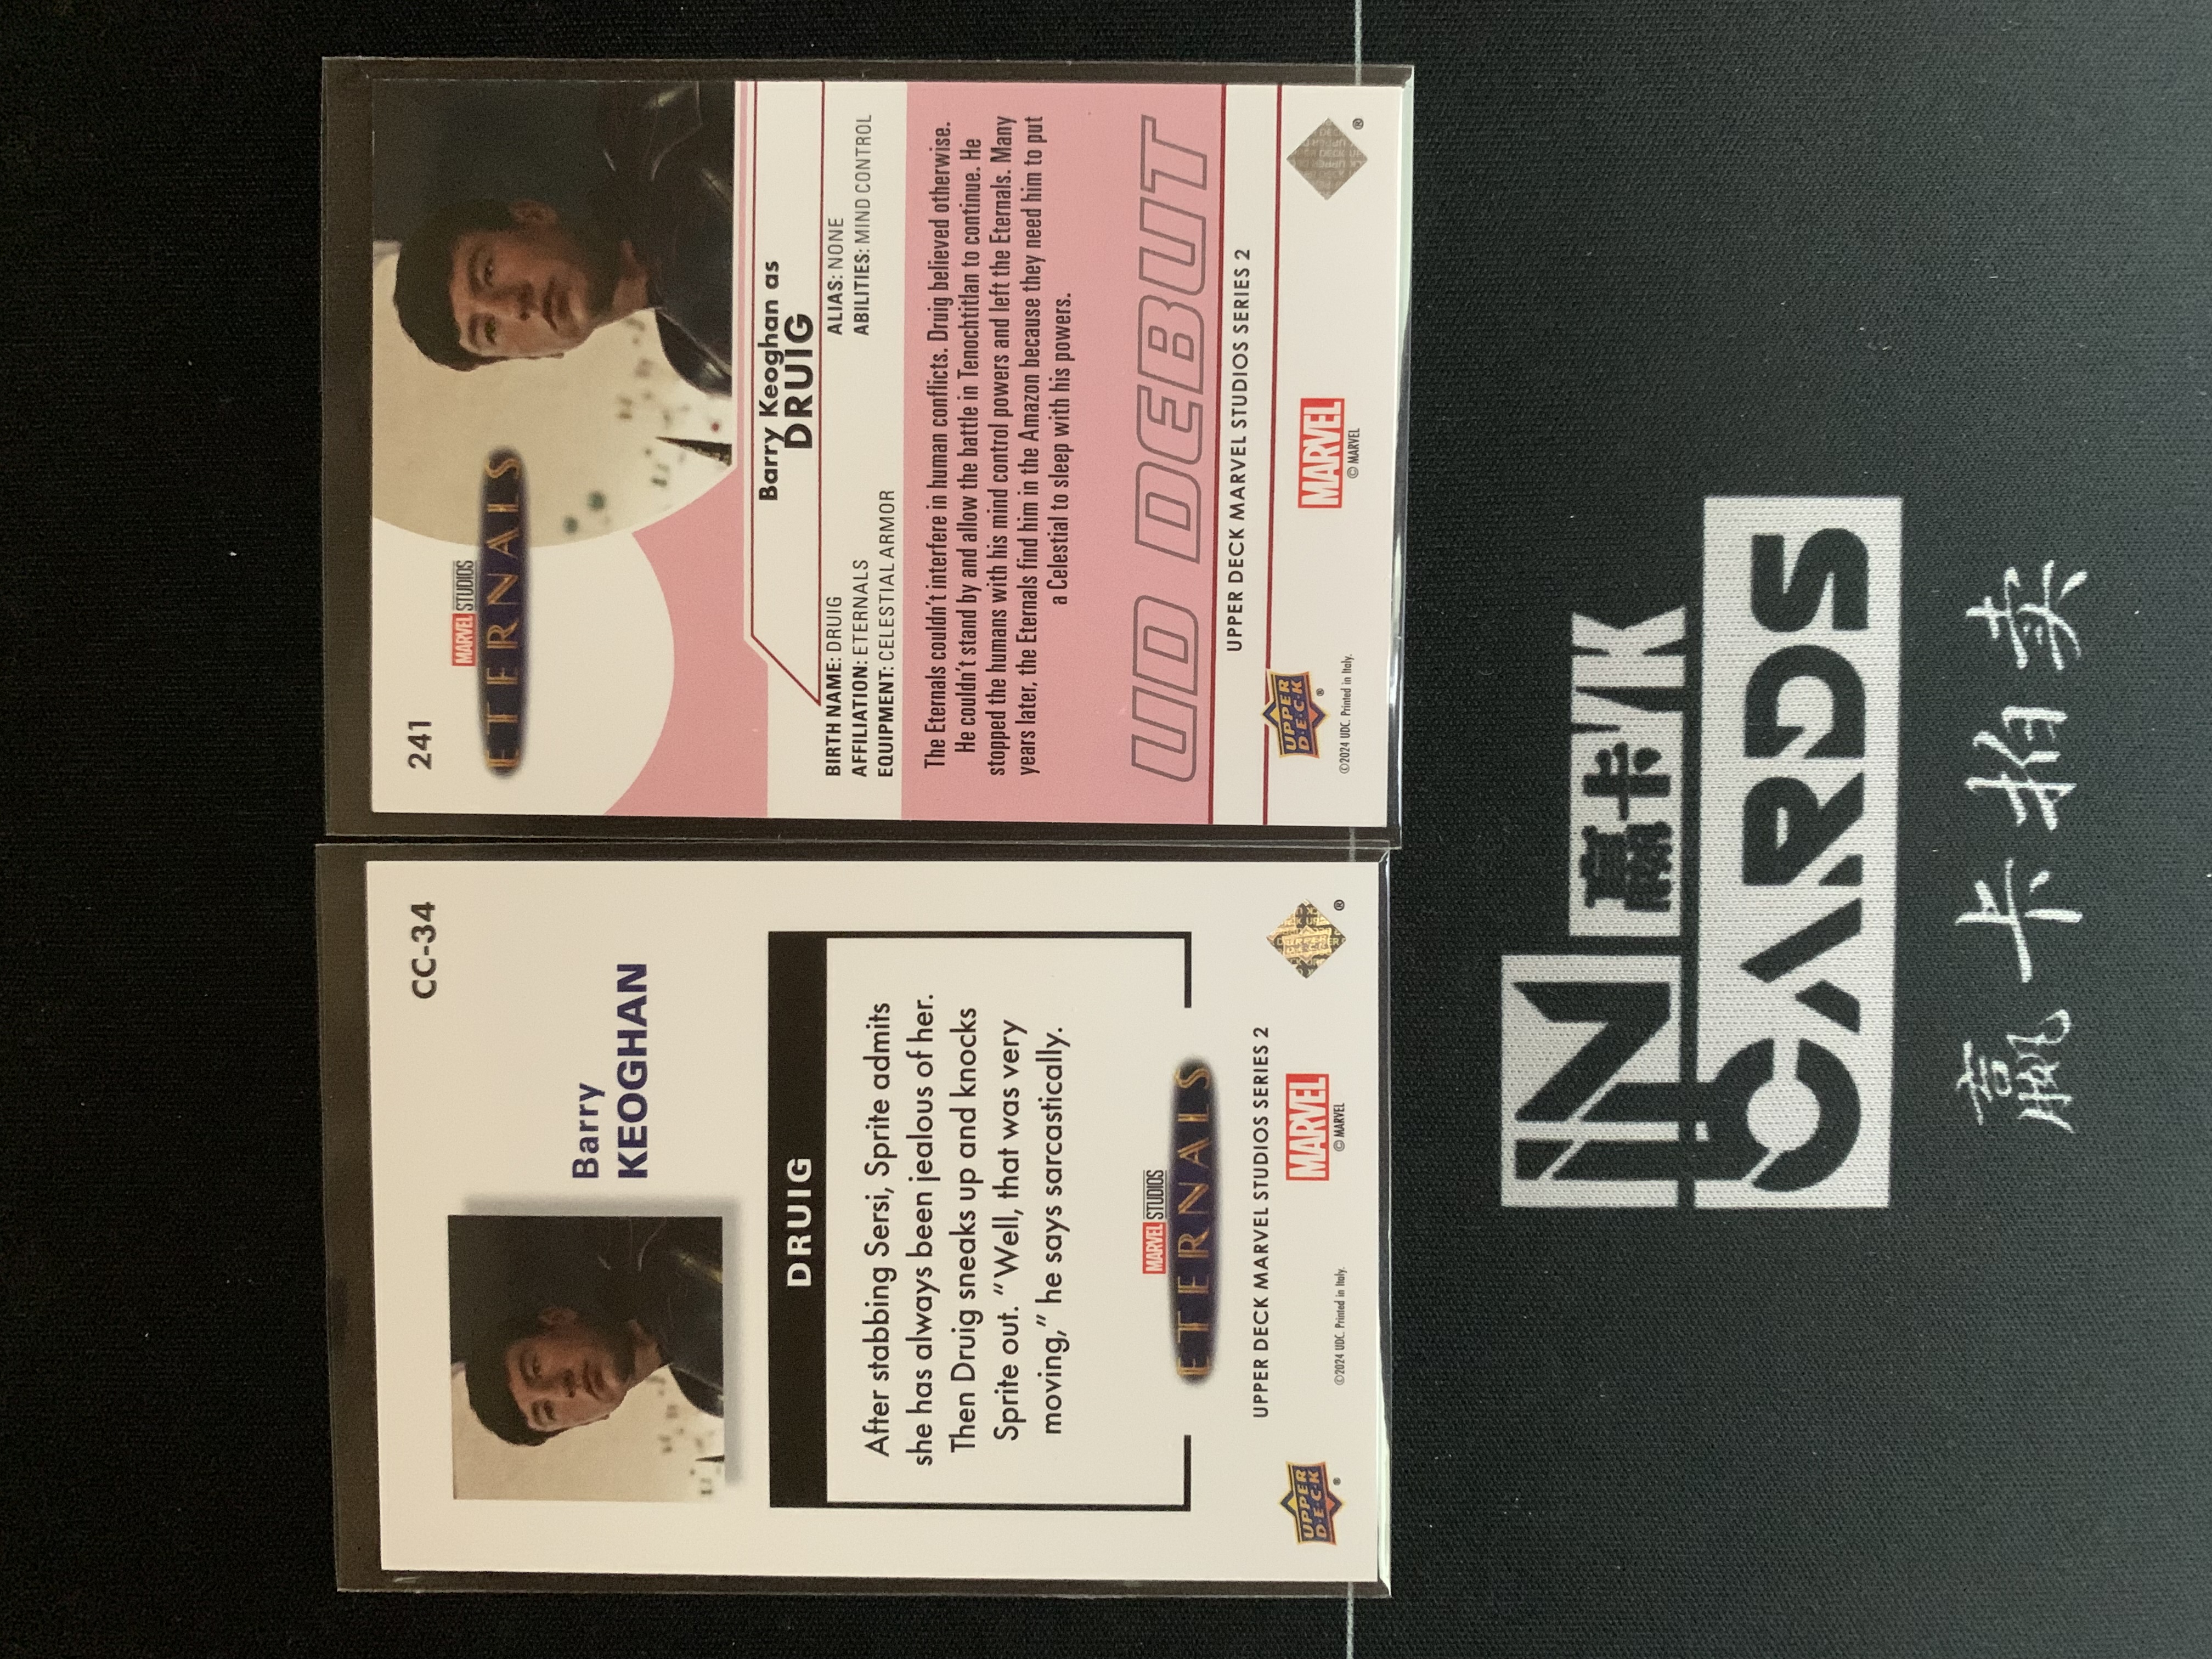 CC-34
Barry
KEOGHAN
DRUIG
After stabbing Sersi, Sprite admits
she has always been jealous of her.
Then Druig sneaks up and knocks
Sprite out. “Well, that was very
moving,” he says sarcastically.
MARVEL STUDIOS
ETERNALS
UPPER DECK MARVEL STUDIOS SERIES 2
UPPER
D·E·C·K
®
MARVEL
©2024 UDC. Printed in Italy.
© MARVEL
®
241
MARVEL STUDIOS
ETERNALS
Barry Keoghan as
DRUIG
BIRTH NAME: DRUIG
ALIAS: NONE
AFFILIATION: ETERNALS
ABILITIES: MIND CONTROL
EQUIPMENT: CELESTIAL ARMOR
The Eternals couldn't interfere in human conflicts. Druig believed otherwise.
He couldn't stand by and allow the battle in Tenochtitlan to continue. He
stopped the humans with his mind control powers and left the Eternals. Many
years later, the Eternals find him in the Amazon because they need him to put
a Celestial to sleep with his powers.
UD DEBUT
UPPER DECK MARVEL STUDIOS SERIES 2
UPPER
D·E·C·K
®
MARVEL
©2024 UDC. Printed in Italy.
© MARVEL
®
IN 赢卡 YK
CARDS
赢卡拍卖